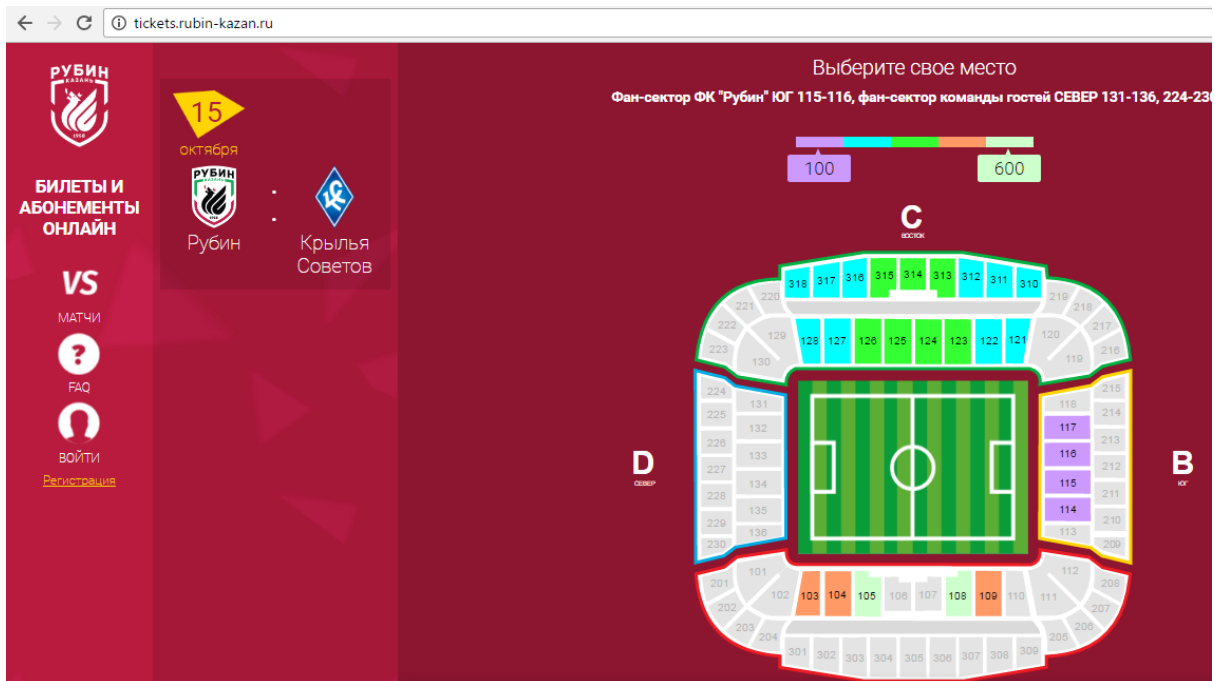 tickets.rubin-kazan.ru
РУБИН
КАЗАНЬ
1958
БИЛЕТЫ И
АБОНЕМЕНТЫ
ОНЛАЙН
VS
МАТЧИ
?
FAQ
ВОЙТИ
Регистрация
15
октября
РУБИН
КАЗАНЬ
:
Рубин
Крылья
Советов
Выберите свое место
Фан-сектор ФК "Рубин" ЮГ 115-116, фан-сектор команды гостей СЕВЕР 131-136, 224-230
100
600
C
ВОСТОК
318 317 316 315 314 313 312 311 310
220 219
221 218
222 129 128 127 126 125 124 123 122 121 120 217
223 130 119 216
224 131 118 215
225 132 117 214
226 133 116 213
227 134 115 212
228 135 114 211
229 136 113 210
230 209
D
СЕВЕР
B
ЮГ
201 101 112 208
202 102 103 104 105 106 107 108 109 110 111 207
203 204 205 206
301 302 303 304 305 306 307 308 309